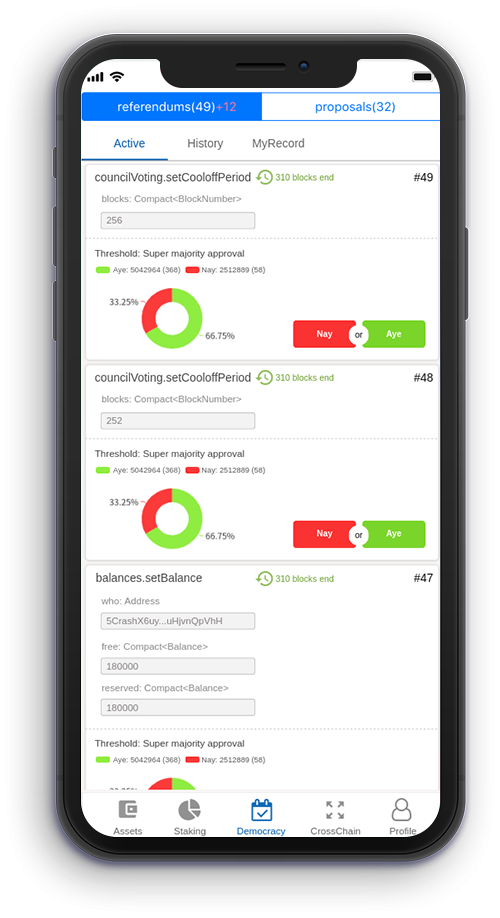 referendums(49)+12 proposals(32)
Active History MyRecord
councilVoting.setCooloffPeriod 310 blocks end #49
blocks: Compact<BlockNumber>
256
Threshold: Super majority approval
Aye: 5042964 (368) Nay: 2512889 (58)
33.25%
66.75%
Nay or Aye
councilVoting.setCooloffPeriod 310 blocks end #48
blocks: Compact<BlockNumber>
252
Threshold: Super majority approval
Aye: 5042964 (368) Nay: 2512889 (58)
33.25%
66.75%
Nay or Aye
balances.setBalance 310 blocks end #47
who: Address
5CrashX6uy...uHjvnQpVhH
free: Compact<Balance>
180000
reserved: Compact<Balance>
180000
Threshold: Super majority approval
Aye: 5042964 (368) Nay: 2512889 (58)
Assets Staking Democracy CrossChain Profile